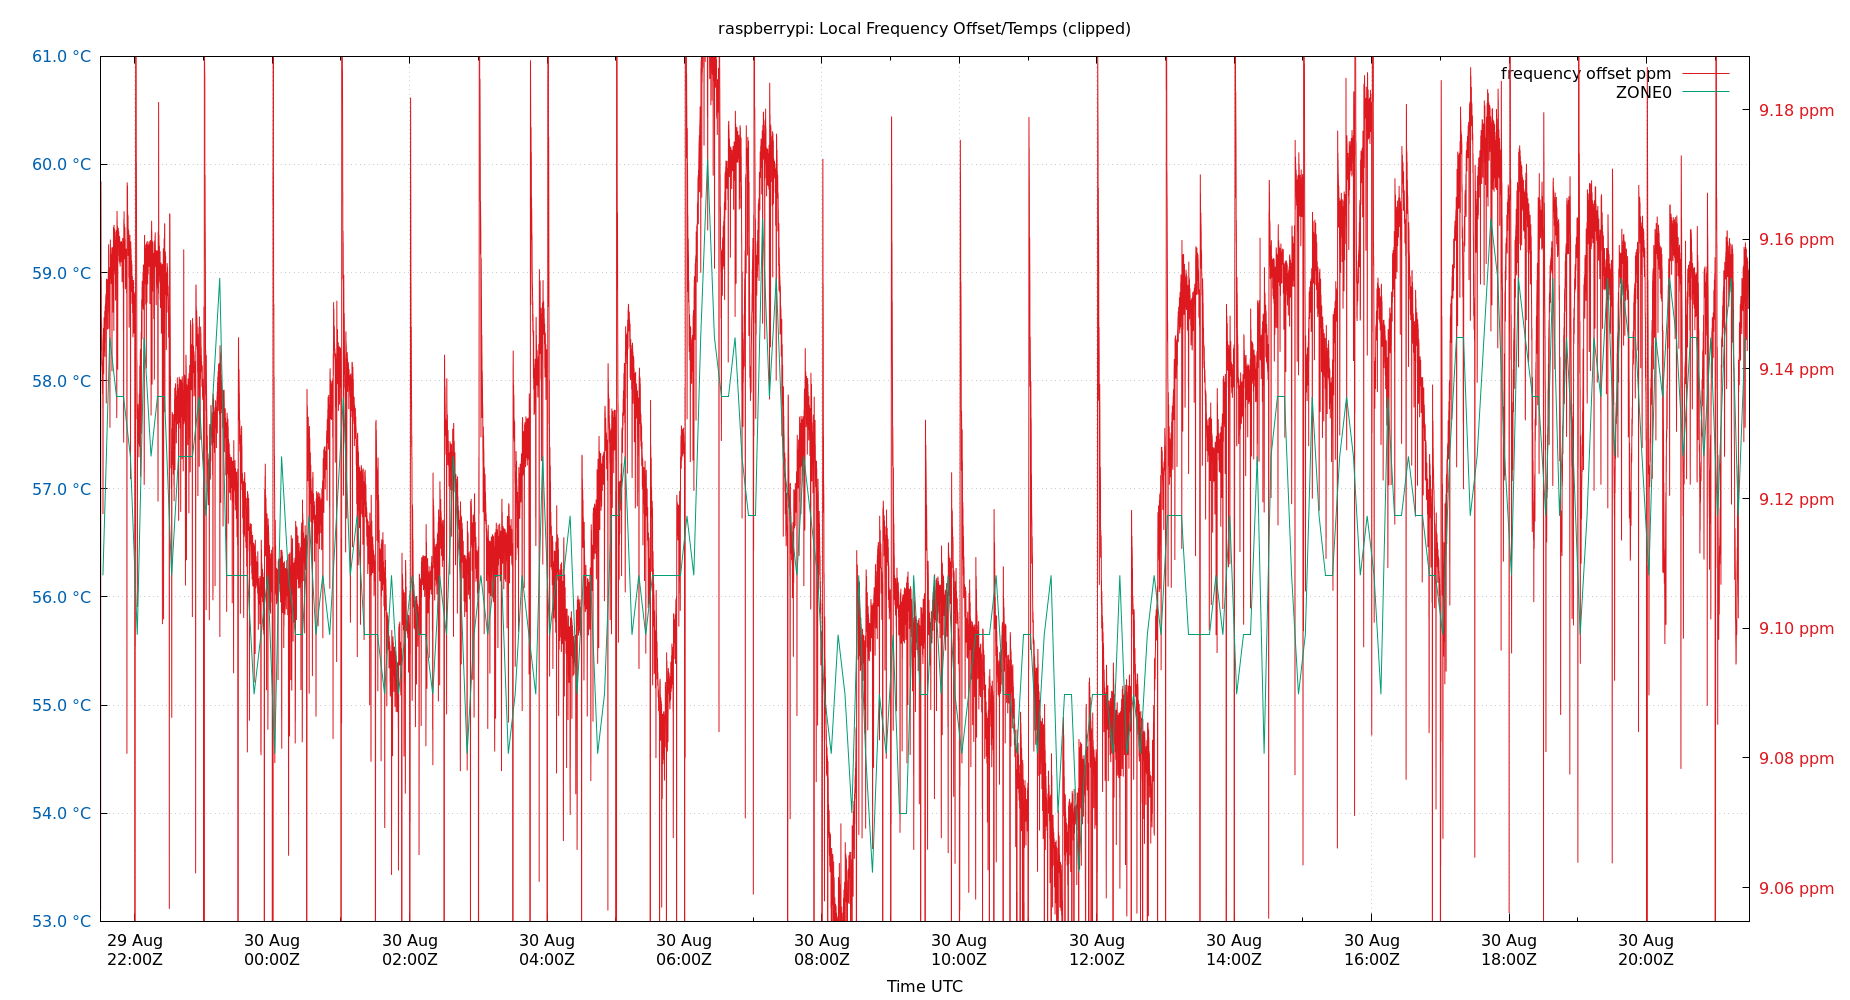 raspberrypi: Local Frequency Offset/Temps (clipped)
61.0 °C
60.0 °C
59.0 °C
58.0 °C
57.0 °C
56.0 °C
55.0 °C
54.0 °C
53.0 °C
frequency offset ppm
ZONE0
9.18 ppm
9.16 ppm
9.14 ppm
9.12 ppm
9.10 ppm
9.08 ppm
9.06 ppm
29 Aug 30 Aug 30 Aug 30 Aug 30 Aug 30 Aug 30 Aug 30 Aug 30 Aug 30 Aug 30 Aug 30 Aug
22:00Z 00:00Z 02:00Z 04:00Z 06:00Z 08:00Z 10:00Z 12:00Z 14:00Z 16:00Z 18:00Z 20:00Z
Time UTC